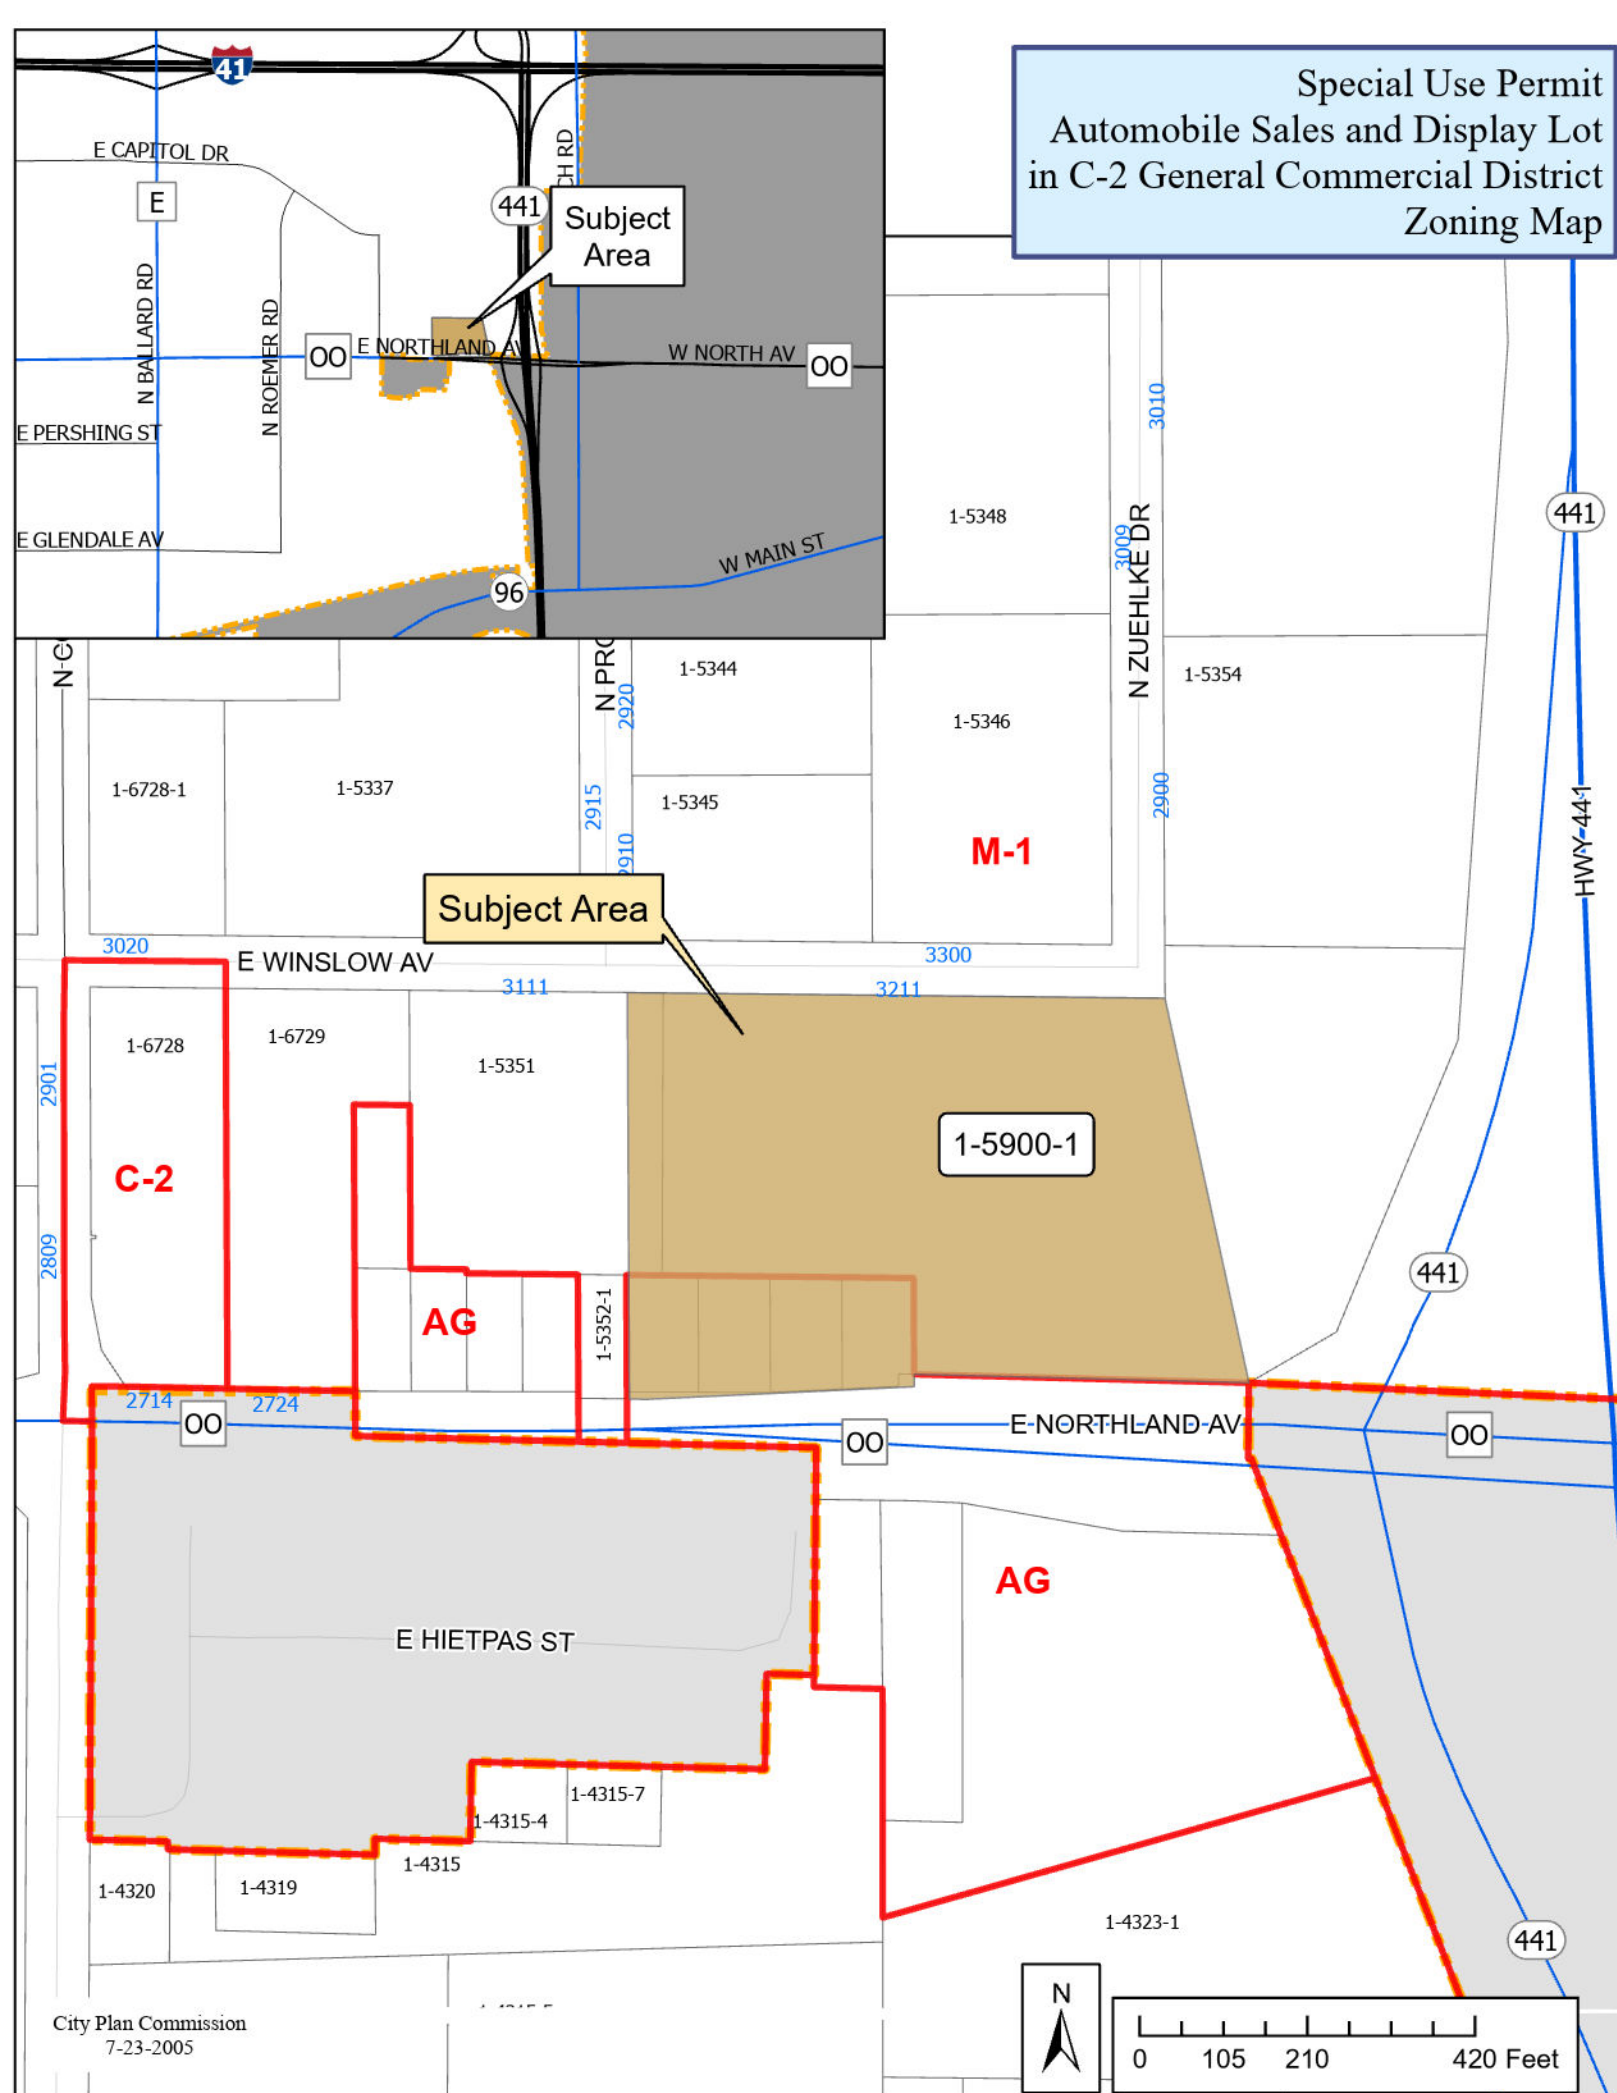 Special Use Permit
Automobile Sales and Display Lot
in C-2 General Commercial District
Zoning Map
41
E CAPITOL DR
E
441
CH RD
Subject
Area
N BALLARD RD
N ROEMER RD
OO
E NORTHLAND AV
W NORTH AV
OO
E PERSHING ST
E GLENDALE AV
W MAIN ST
96
3010
1-5348
3009
N ZUEHLKE DR
441
1-5344
1-5354
N PRO
2920
1-5346
1-6728-1
1-5337
2915
1-5345
2900
2910
M-1
HWY 441
Subject Area
3020
E WINSLOW AV
3300
3111
3211
1-6728
1-6729
1-5351
2901
1-5900-1
C-2
2809
441
AG
1-5352-1
2714
2724
OO
OO
E NORTHLAND AV
OO
AG
E HIETPAS ST
1-4315-7
1-4315-4
1-4315
1-4320
1-4319
1-4323-1
441
City Plan Commission
7-23-2005
N
0 105 210 420 Feet